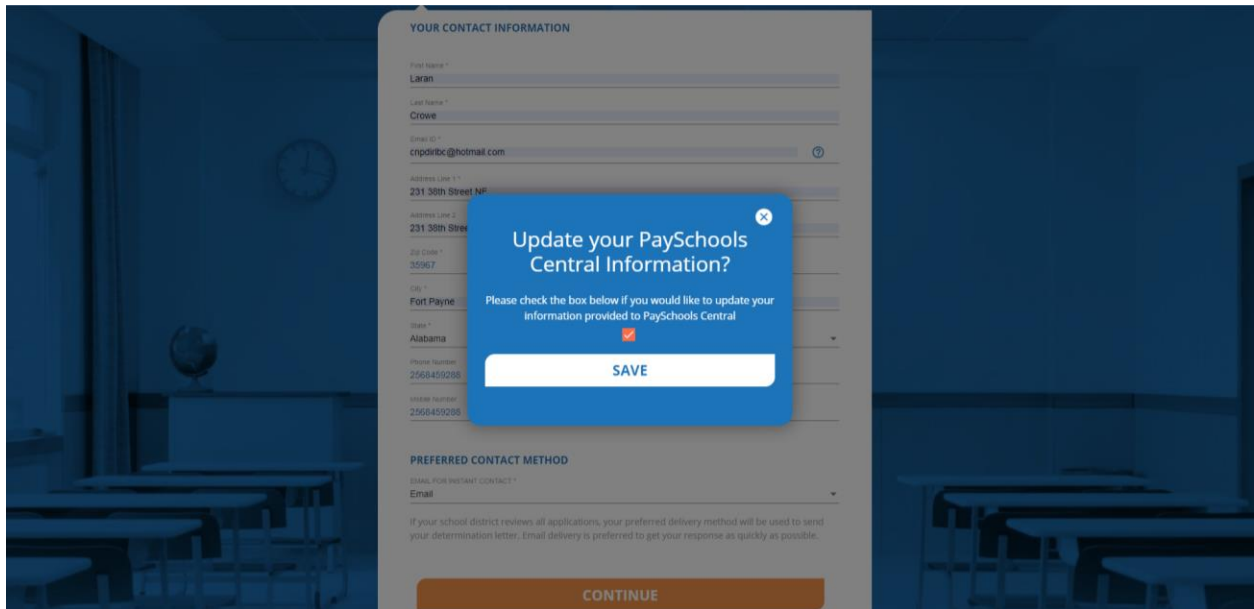 YOUR CONTACT INFORMATION
First Name *
Laran
Last Name *
Crowe
Email ID *
cnpdirlbc@hotmail.com
Address Line 1 *
231 38th Street NE
Address Line 2
231 38th Stree
Update your PaySchools
Central Information?
Zip Code *
35967
City *
Fort Payne
Please check the box below if you would like to update your
information provided to PaySchools Central
State *
Alabama
Phone Number
2568459288
SAVE
Mobile Number
2568459288
PREFERRED CONTACT METHOD
EMAIL FOR INSTANT CONTACT *
Email
If your school district reviews all applications, your preferred delivery method will be used to send
your determination letter. Email delivery is preferred to get your response as quickly as possible.
CONTINUE